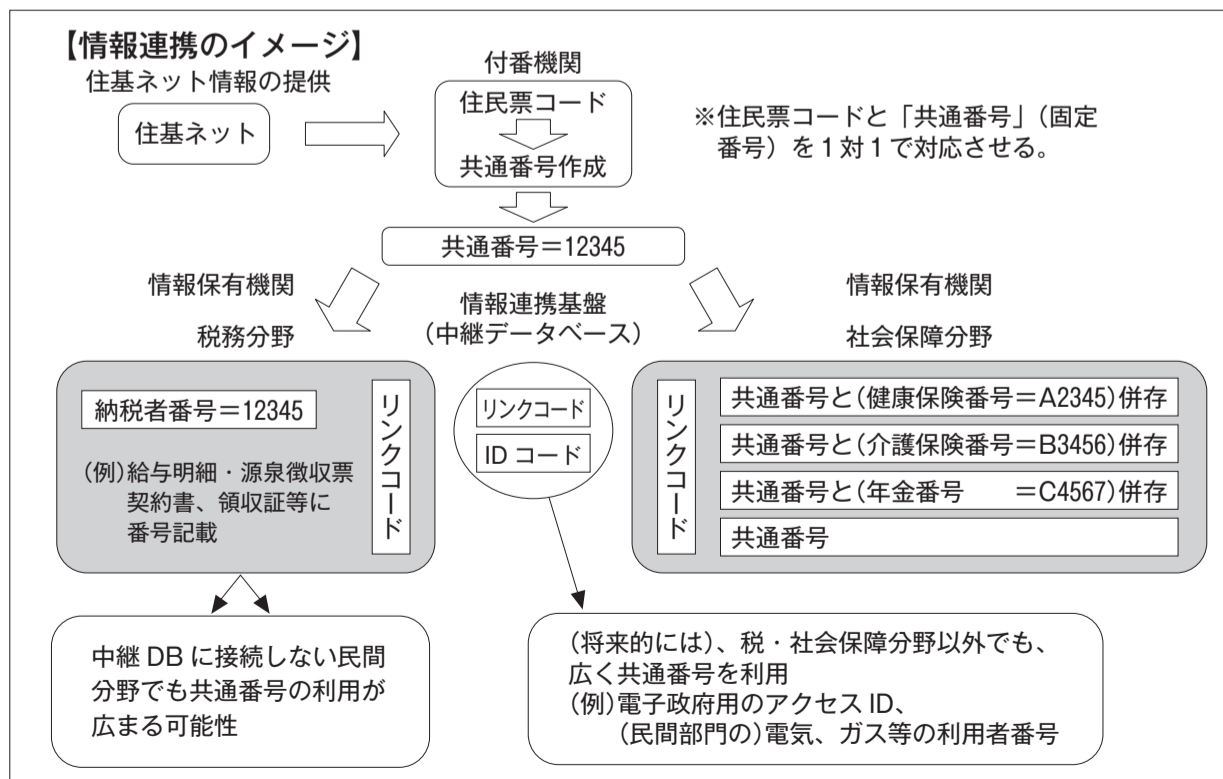 【情報連携のイメージ】
住基ネット情報の提供
住基ネット
付番機関
住民票コード
共通番号作成
※住民票コードと「共通番号」（固定
番号）を1対1で対応させる。
共通番号＝12345
情報保有機関
税務分野
情報連携基盤
（中継データベース）
情報保有機関
社会保障分野
納税者番号＝12345
(例)給与明細・源泉徴収票
契約書、領収証等に
番号記載
リンクコード
リンクコード
IDコード
リンクコード
共通番号と(健康保険番号＝A2345)併存
共通番号と(介護保険番号＝B3456)併存
共通番号と(年金番号　　＝C4567)併存
共通番号
中継DBに接続しない民間
分野でも共通番号の利用が
広まる可能性
(将来的には)、税・社会保障分野以外でも、
広く共通番号を利用
(例)電子政府用のアクセスID、
(民間部門の)電気、ガス等の利用者番号